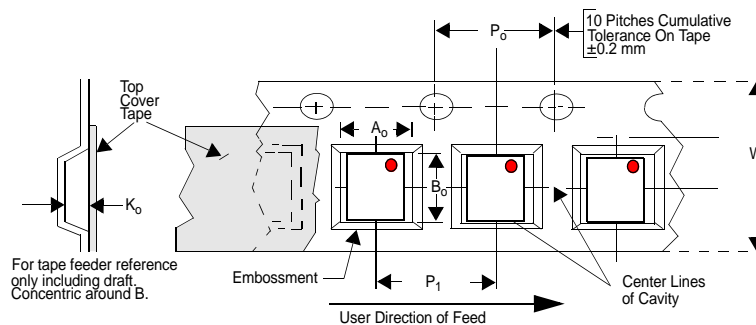 10 Pitches Cumulative
Tolerance On Tape
±0.2 mm
Po
Top
Cover
Tape
Ao
W
Bo
Ko
For tape feeder reference
only including draft.
Concentric around B.
Embossment
P1
Center Lines
of Cavity
User Direction of Feed